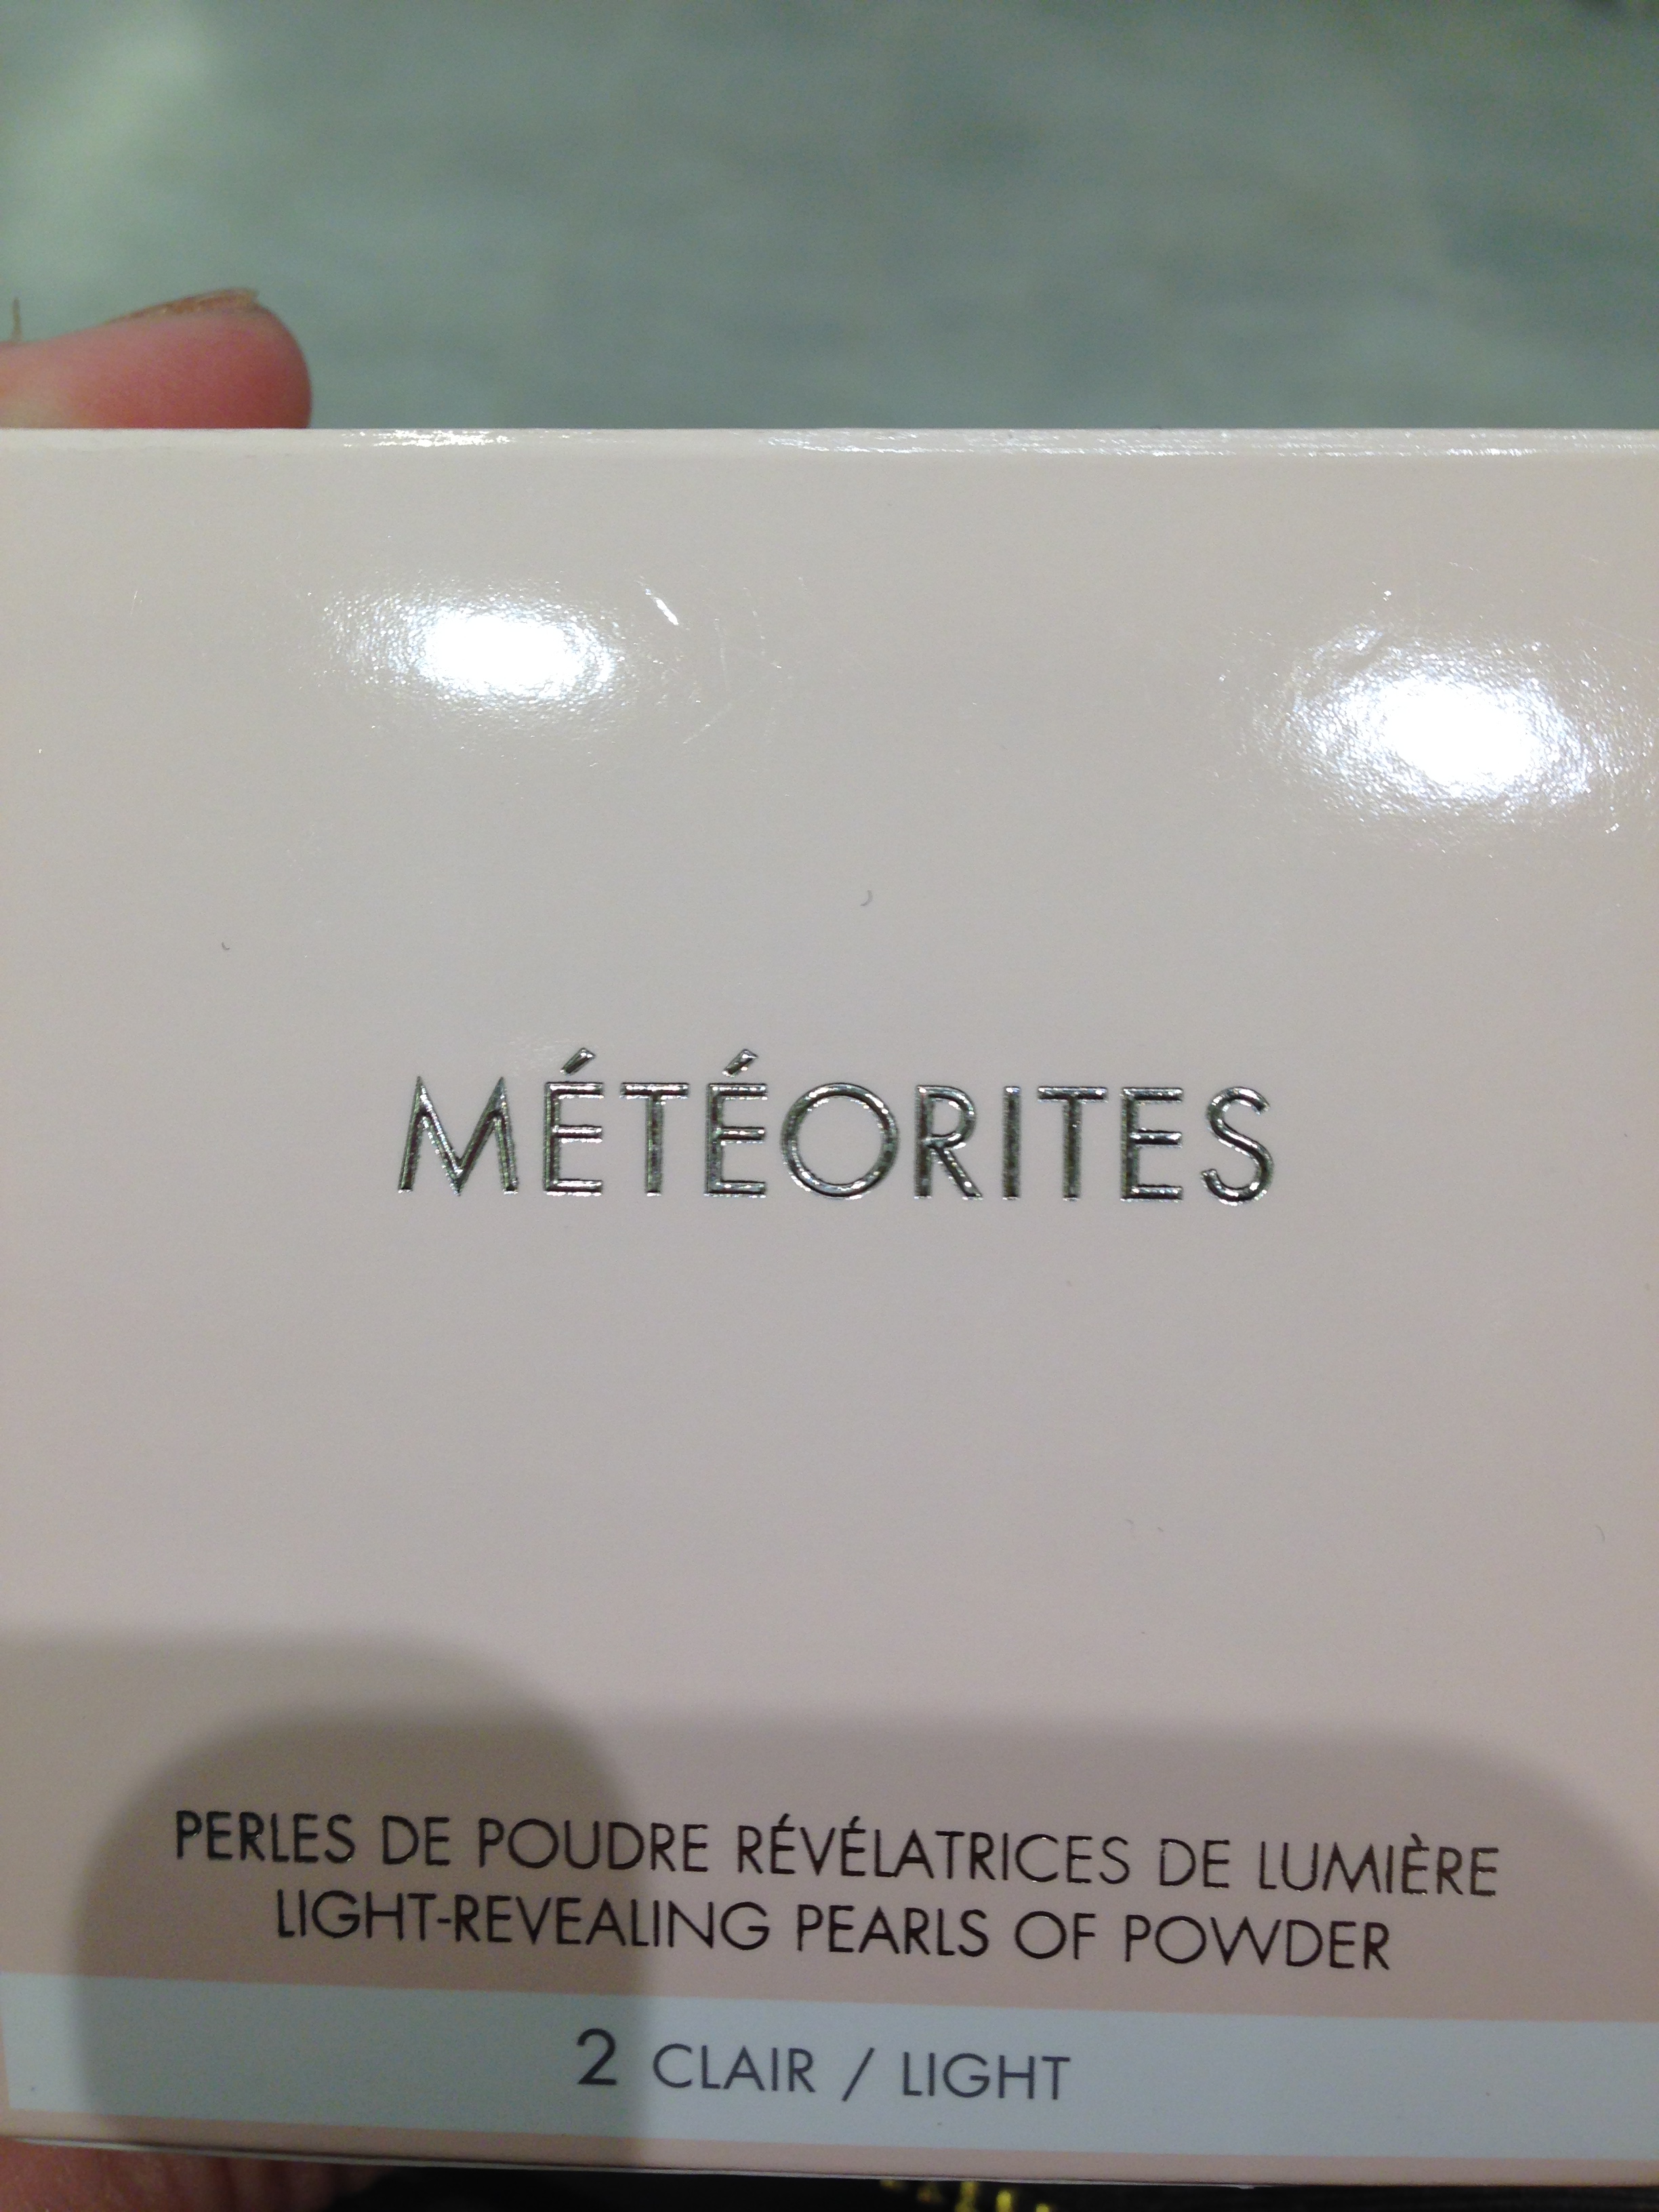 MÉTÉORITES
PERLES DE POUDRE RÉVÉLATRICES DE LUMIÈRE
LIGHT-REVEALING PEARLS OF POWDER
2 CLAIR / LIGHT